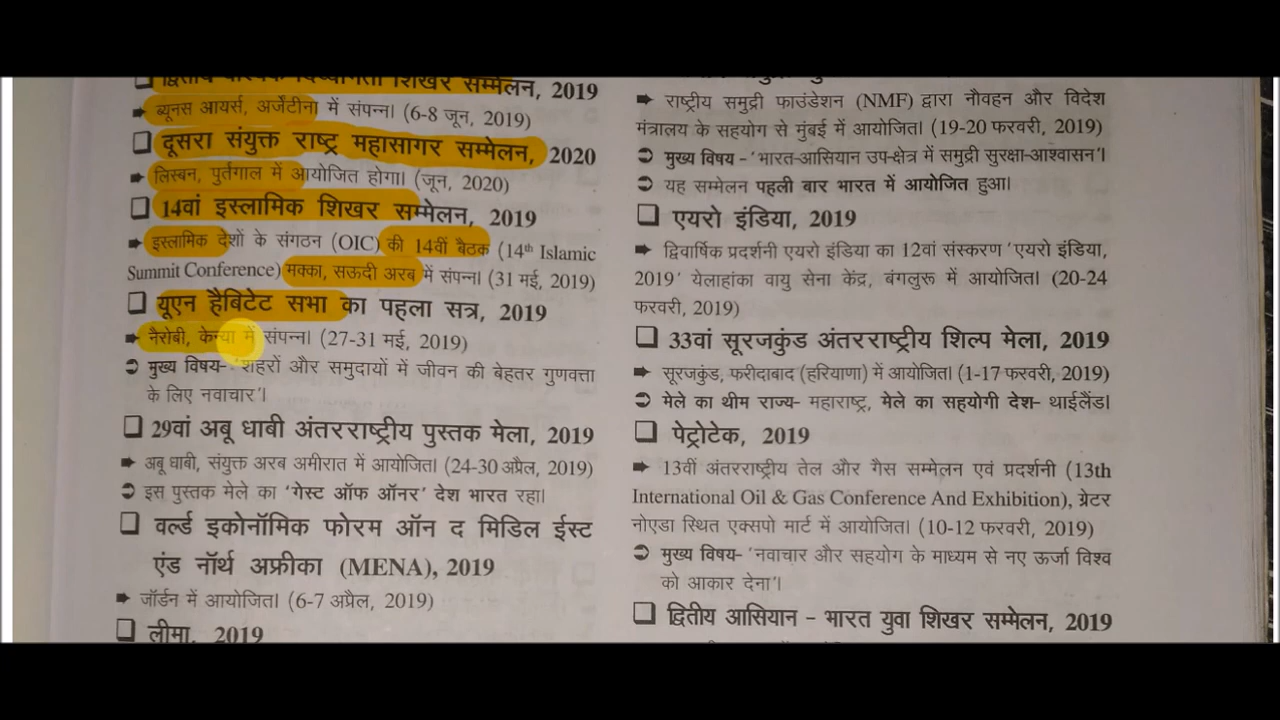 शिखर सम्मेलन, 2019
➨ ब्यूनस आयर्स, अर्जेंटीना में संपन्न। (6-8 जून, 2019)
❑ दूसरा संयुक्त राष्ट्र महासागर सम्मेलन, 2020
➨ लिस्बन, पुर्तगाल में आयोजित होगा। (जून, 2020)
❑ 14वां इस्लामिक शिखर सम्मेलन, 2019
➨ इस्लामिक देशों के संगठन (OIC) की 14वीं बैठक (14th Islamic
Summit Conference) मक्का, सऊदी अरब में संपन्न। (31 मई, 2019)
❑ यूएन हैबिटेट सभा का पहला सत्र, 2019
➨ नैरोबी, केन्या में संपन्न। (27-31 मई, 2019)
➲ मुख्य विषय- 'शहरों और समुदायों में जीवन की बेहतर गुणवत्ता
के लिए नवाचार'।
❑ 29वां अबू धाबी अंतरराष्ट्रीय पुस्तक मेला, 2019
➨ अबू धाबी, संयुक्त अरब अमीरात में आयोजित। (24-30 अप्रैल, 2019)
➲ इस पुस्तक मेले का 'गेस्ट ऑफ ऑनर' देश भारत रहा।
❑ वर्ल्ड इकोनॉमिक फोरम ऑन द मिडिल ईस्ट
एंड नॉर्थ अफ्रीका (MENA), 2019
➨ जॉर्डन में आयोजित। (6-7 अप्रैल, 2019)
❑ लीमा, 2019
➨ राष्ट्रीय समुद्री फाउंडेशन (NMF) द्वारा नौवहन और विदेश
मंत्रालय के सहयोग से मुंबई में आयोजित। (19-20 फरवरी, 2019)
➲ मुख्य विषय - 'भारत-आसियान उप-क्षेत्र में समुद्री सुरक्षा-आश्वासन'।
➲ यह सम्मेलन पहली बार भारत में आयोजित हुआ।
❑ एयरो इंडिया, 2019
➨ द्विवार्षिक प्रदर्शनी एयरो इंडिया का 12वां संस्करण 'एयरो इंडिया,
2019' येलाहांका वायु सेना केंद्र, बंगलुरू में आयोजित। (20-24
फरवरी, 2019)
❑ 33वां सूरजकुंड अंतरराष्ट्रीय शिल्प मेला, 2019
➨ सूरजकुंड, फरीदाबाद (हरियाणा) में आयोजित। (1-17 फरवरी, 2019)
➲ मेले का थीम राज्य- महाराष्ट्र, मेले का सहयोगी देश- थाईलैंड।
❑ पेट्रोटेक, 2019
➨ 13वीं अंतरराष्ट्रीय तेल और गैस सम्मेलन एवं प्रदर्शनी (13th
International Oil & Gas Conference And Exhibition), ग्रेटर
नोएडा स्थित एक्सपो मार्ट में आयोजित। (10-12 फरवरी, 2019)
➲ मुख्य विषय- 'नवाचार और सहयोग के माध्यम से नए ऊर्जा विश्व
को आकार देना'।
❑ द्वितीय आसियान - भारत युवा शिखर सम्मेलन, 2019